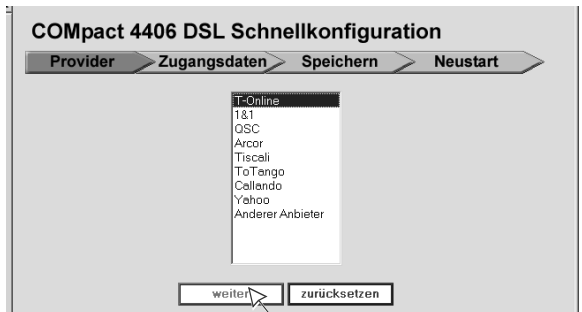 COMpact 4406 DSL Schnellkonfiguration
Provider Zugangsdaten Speichern Neustart
T-Online
1&1
QSC
Arcor
Tiscali
ToTango
Callando
Yahoo
Anderer Anbieter
weiter zurücksetzen